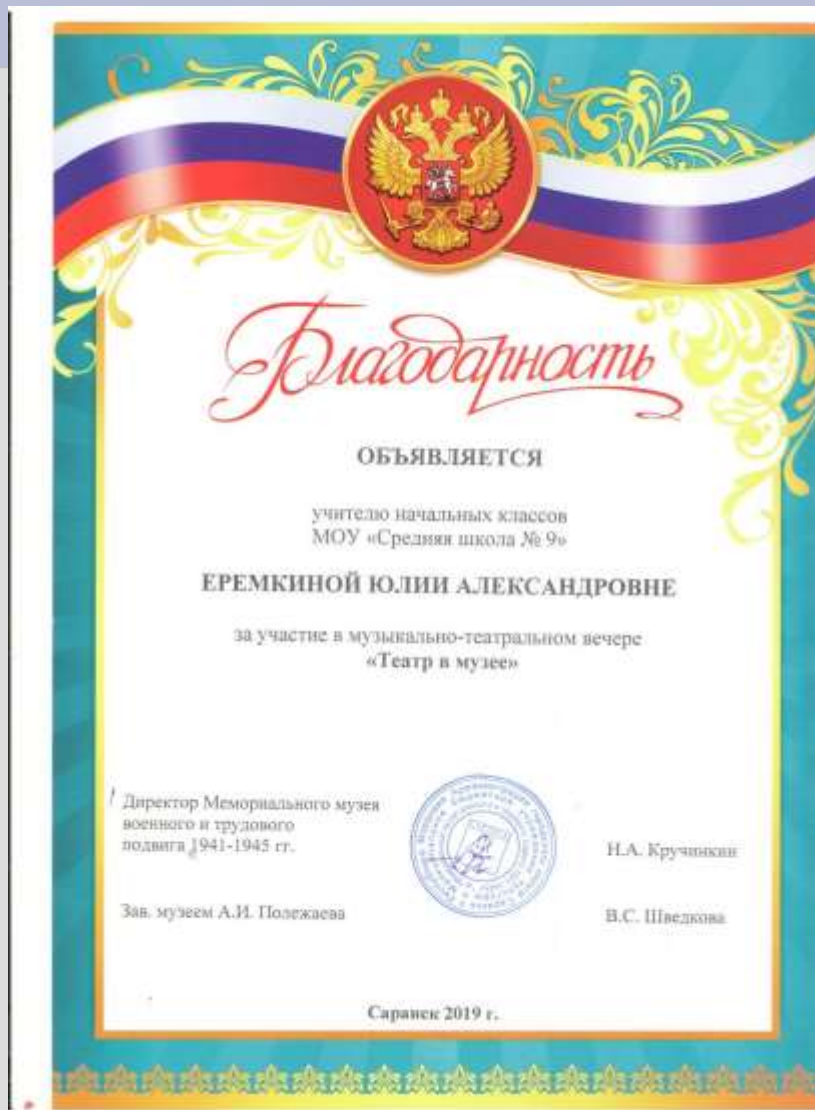 Благодарность
ОБЪЯВЛЯЕТСЯ
учителю начальных классов
МОУ «Средняя школа № 9»
ЕРЕМКИНОЙ ЮЛИИ АЛЕКСАНДРОВНЕ
за участие в музыкально-театральном вечере
«Театр в музее»
Директор Мемориального музея
военного и трудового
подвига 1941-1945 гг.
Н.А. Кручинкин
Зав. музеем А.И. Полежаева
В.С. Шведкова
Саранск 2019 г.